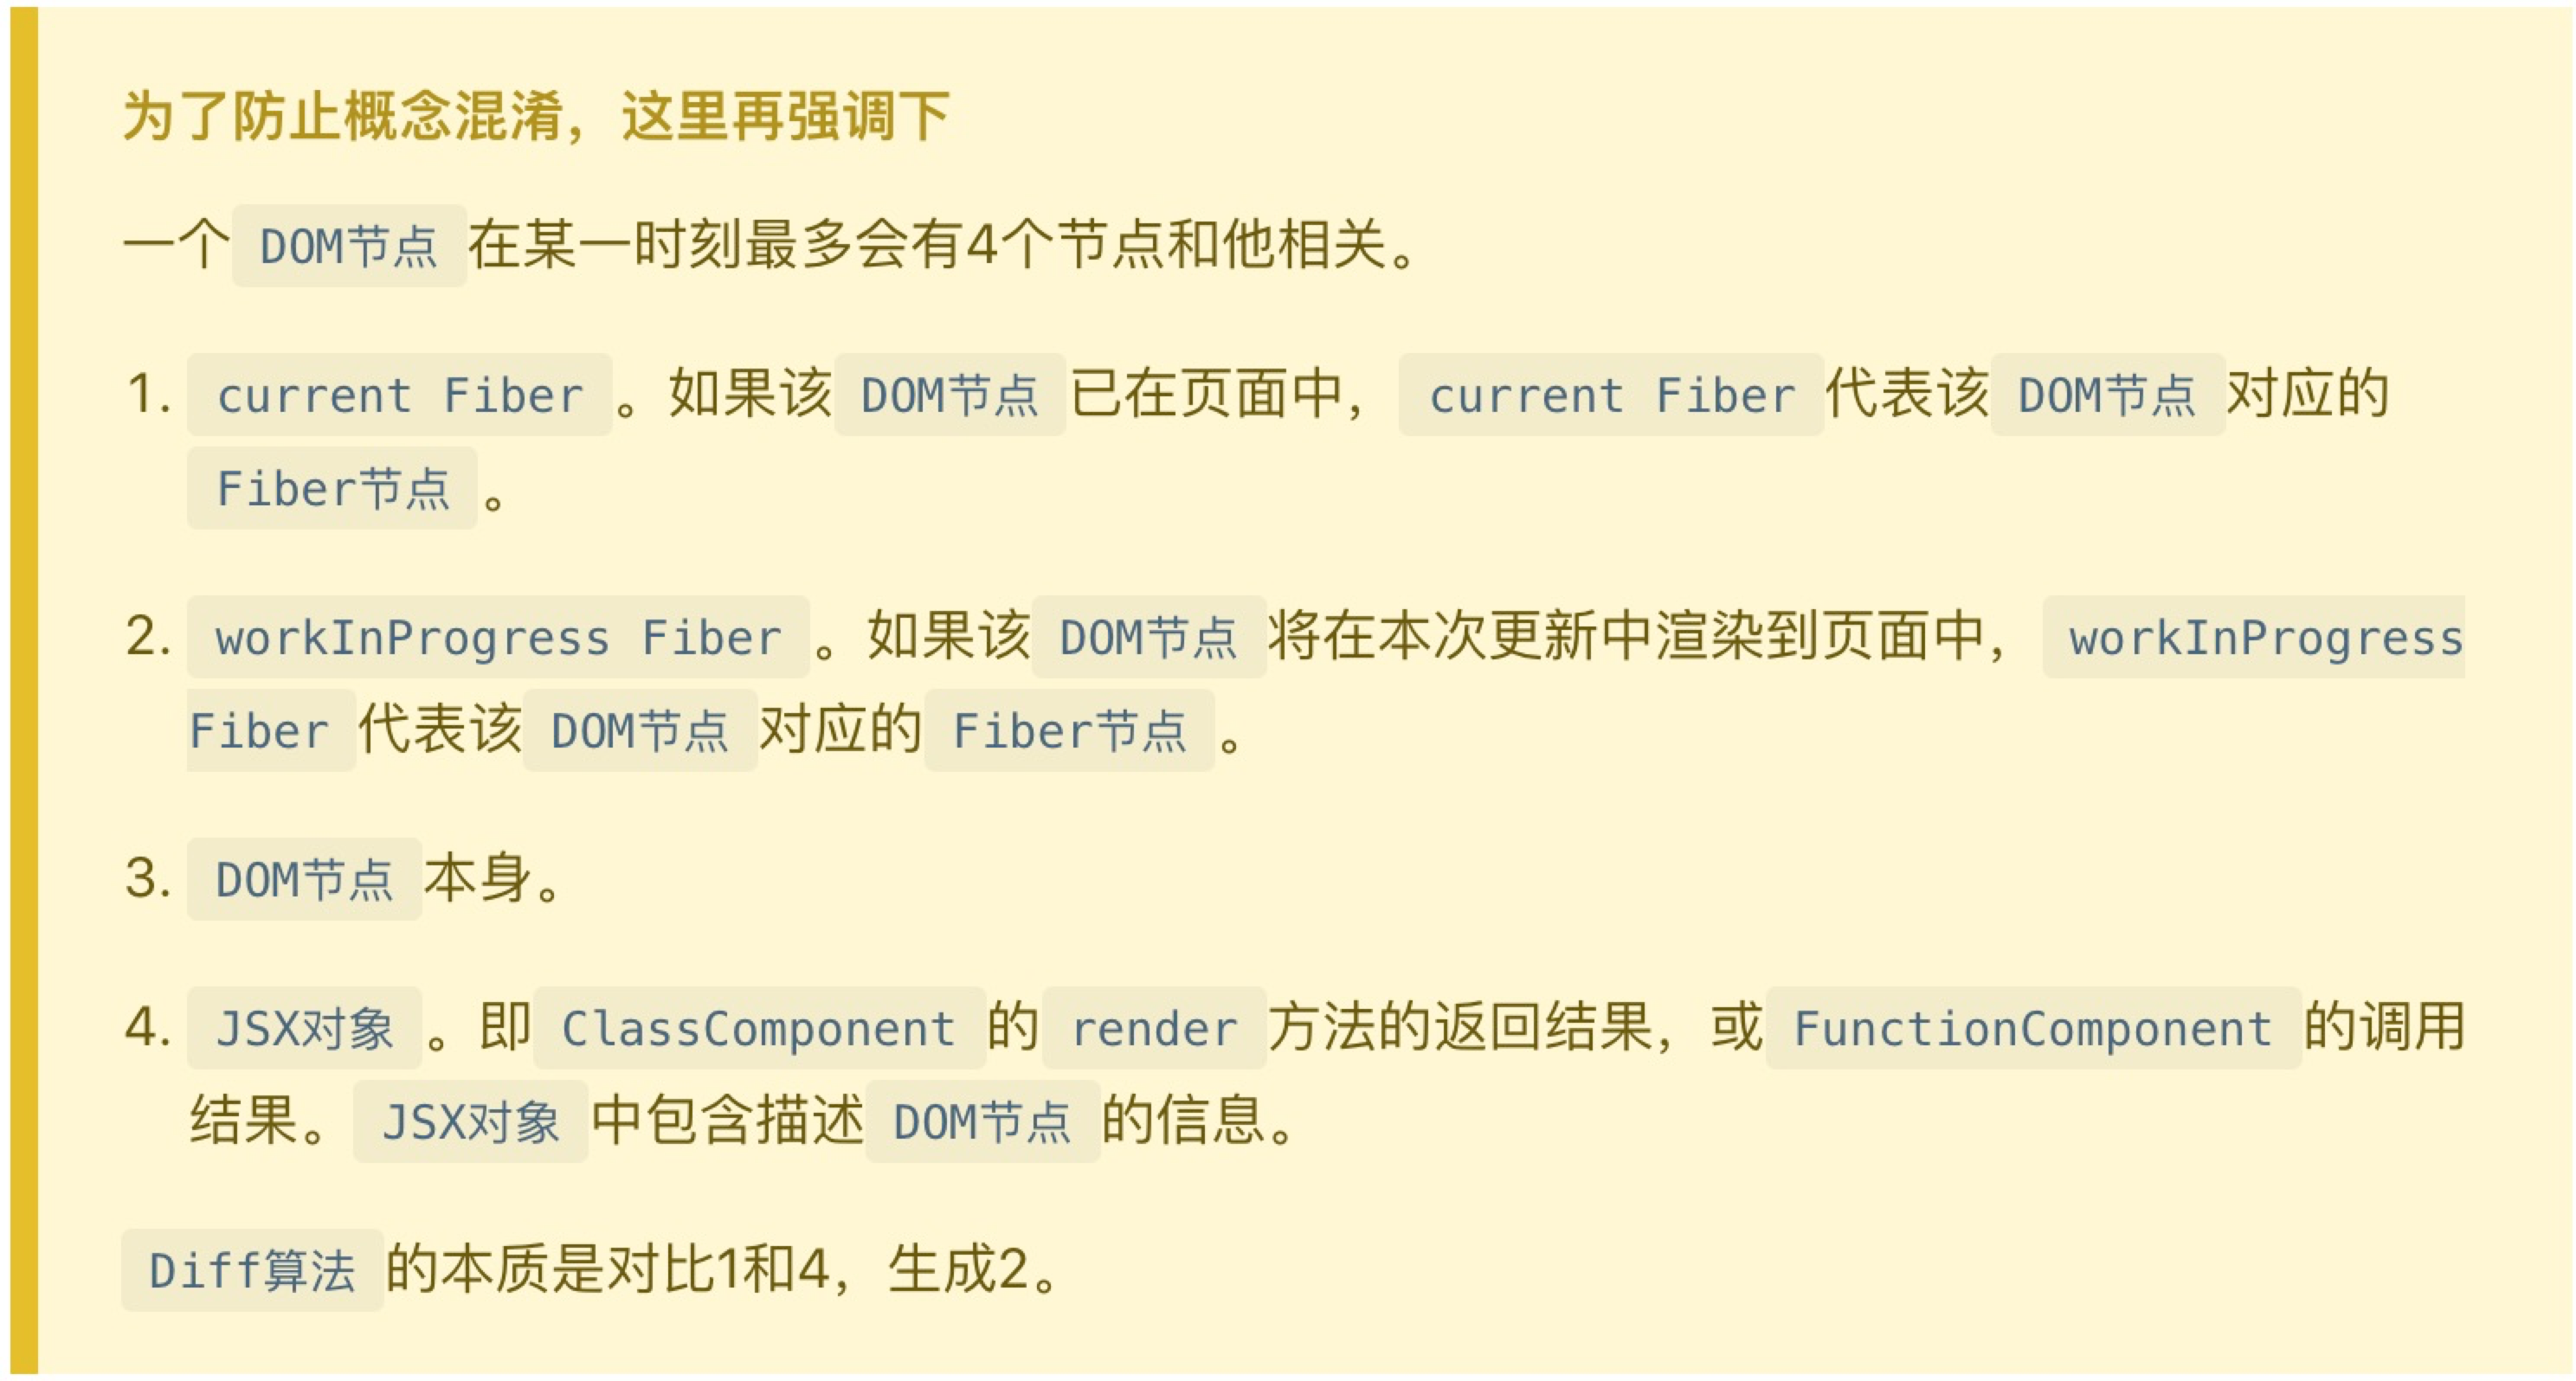 为了防止概念混淆，这里再强调下
一个 DOM节点 在某一时刻最多会有4个节点和他相关。
1. current Fiber 。如果该 DOM节点 已在页面中， current Fiber 代表该 DOM节点 对应的
Fiber节点 。
2. workInProgress Fiber 。如果该 DOM节点 将在本次更新中渲染到页面中， workInProgress
Fiber 代表该 DOM节点 对应的 Fiber节点 。
3. DOM节点 本身。
4. JSX对象 。即 ClassComponent 的 render 方法的返回结果，或 FunctionComponent 的调用
结果。 JSX对象 中包含描述 DOM节点 的信息。
Diff算法 的本质是对比1和4，生成2。